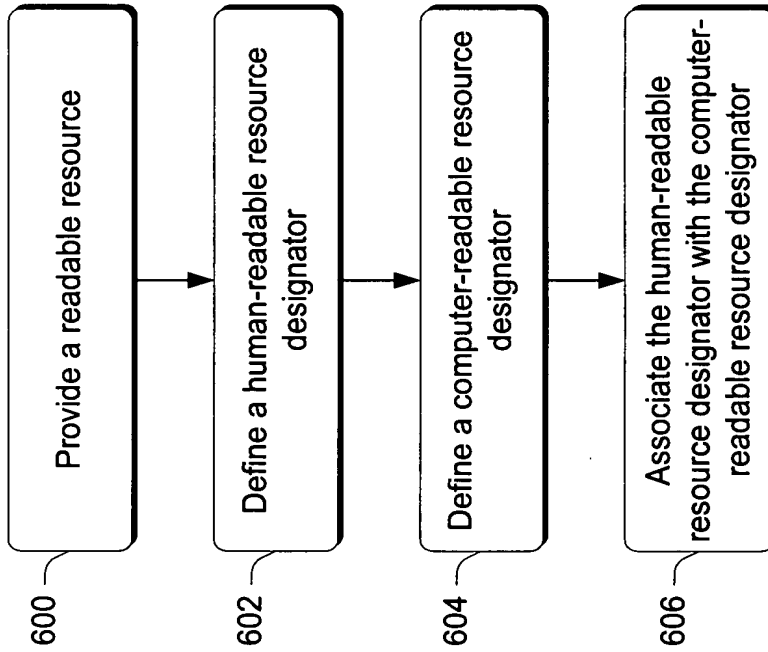 600
Provide a readable resource
602
Define a human-readable resource
designator
604
Define a computer-readable resource
designator
606
Associate the human-readable
resource designator with the computer-
readable resource designator